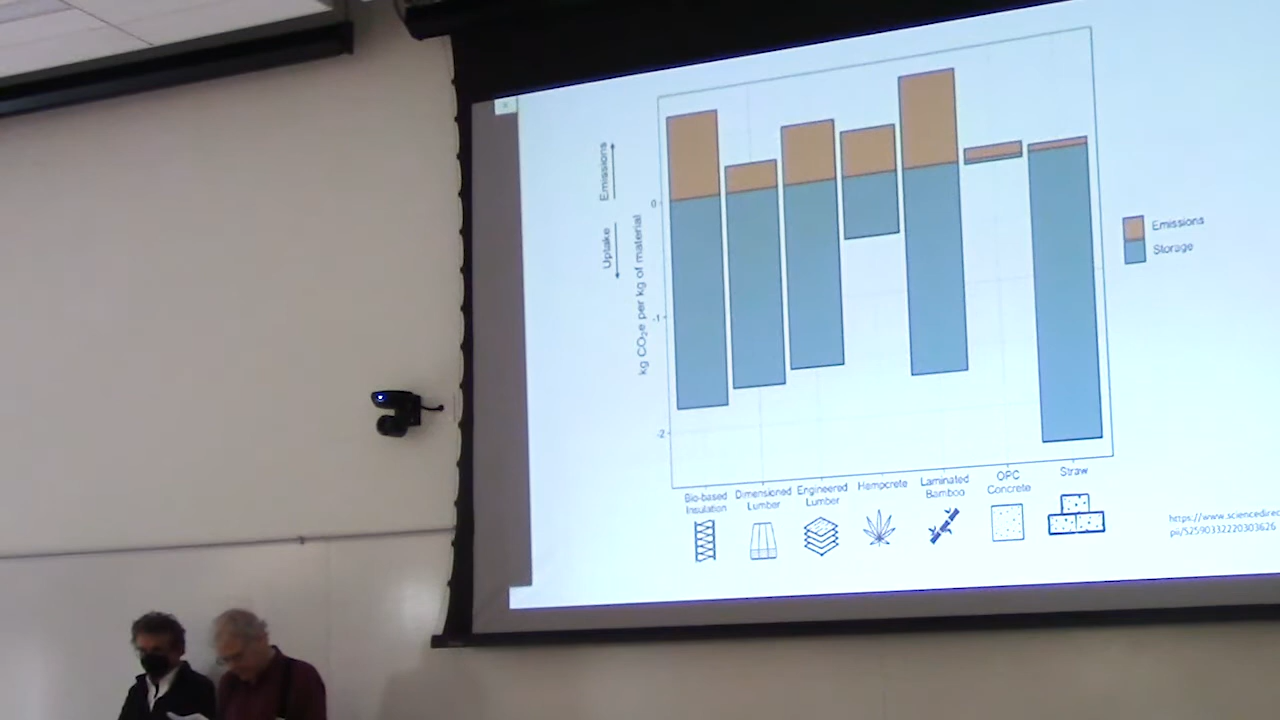 Emissions
Uptake
kg CO₂e per kg of material
0
-1
-2
Emissions
Storage
Bio-based
Insulation
Dimensioned
Lumber
Engineered
Lumber
Hempcrete
Laminated
Bamboo
OPC
Concrete
Straw
https://www.sciencedirec
pii/S2590332220303626